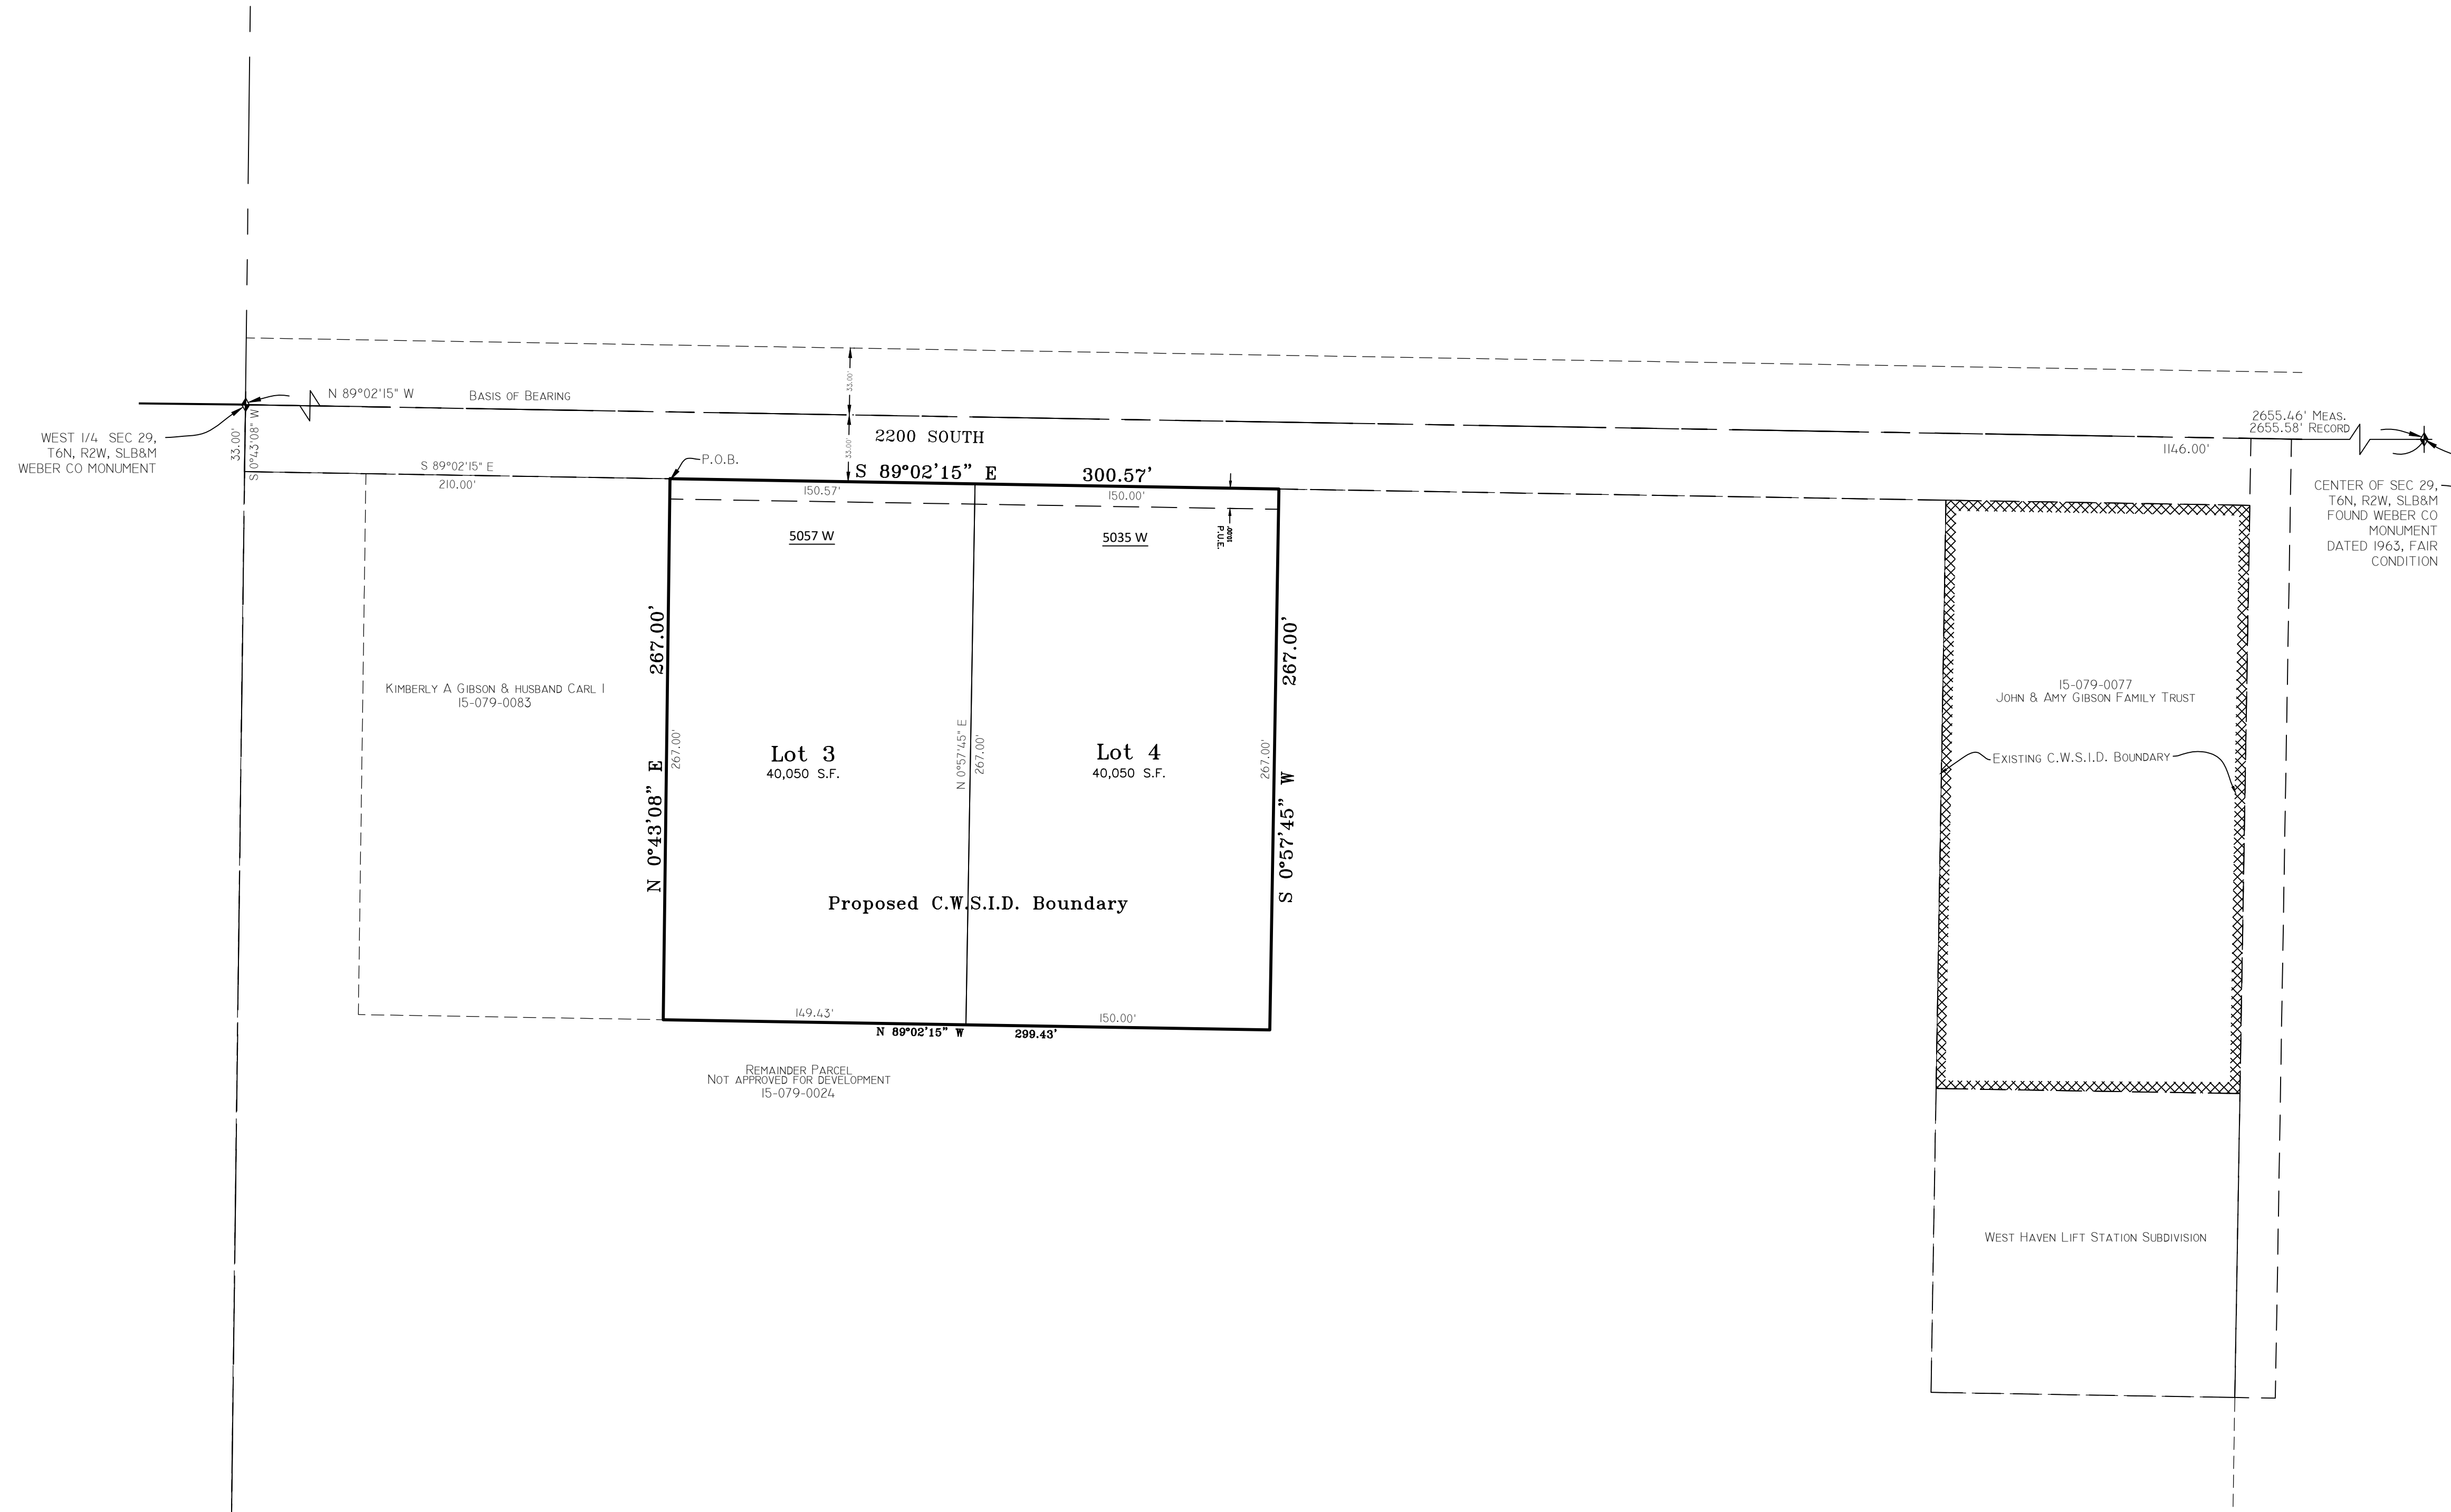 N 89°02'15" W
BASIS OF BEARING
33.00'
33.00'
2200 SOUTH
2655.46' MEAS.
2655.58' RECORD
1146.00'
WEST 1/4 SEC 29,
T6N, R2W, SLB&M
WEBER CO MONUMENT
33.00'
S 0°43'08" W
S 89°02'15" E
210.00'
P.O.B.
S 89°02'15" E 300.57'
150.57'
150.00'
CENTER OF SEC 29,
T6N, R2W, SLB&M
FOUND WEBER CO
MONUMENT
DATED 1963, FAIR
CONDITION
5057 W
5035 W
10.00'
P.U.E.
N 0°43'08" E 267.00'
267.00'
N 0°57'45" E
267.00'
267.00'
S 0°57'45" W 267.00'
KIMBERLY A GIBSON & HUSBAND CARL I
15-079-0083
Lot 3
40,050 S.F.
Lot 4
40,050 S.F.
15-079-0077
JOHN & AMY GIBSON FAMILY TRUST
EXISTING C.W.S.I.D. BOUNDARY
Proposed C.W.S.I.D. Boundary
149.43'
150.00'
N 89°02'15" W 299.43'
REMAINDER PARCEL
NOT APPROVED FOR DEVELOPMENT
15-079-0024
WEST HAVEN LIFT STATION SUBDIVISION